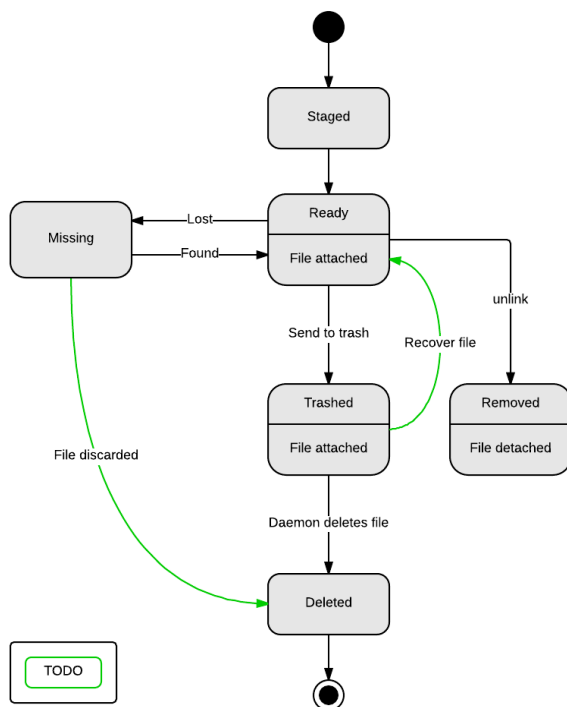 Staged
Ready
File attached
Lost
Missing
Found
unlink
Send to trash
Recover file
Trashed
File attached
Removed
File detached
File discarded
Daemon deletes file
Deleted
TODO